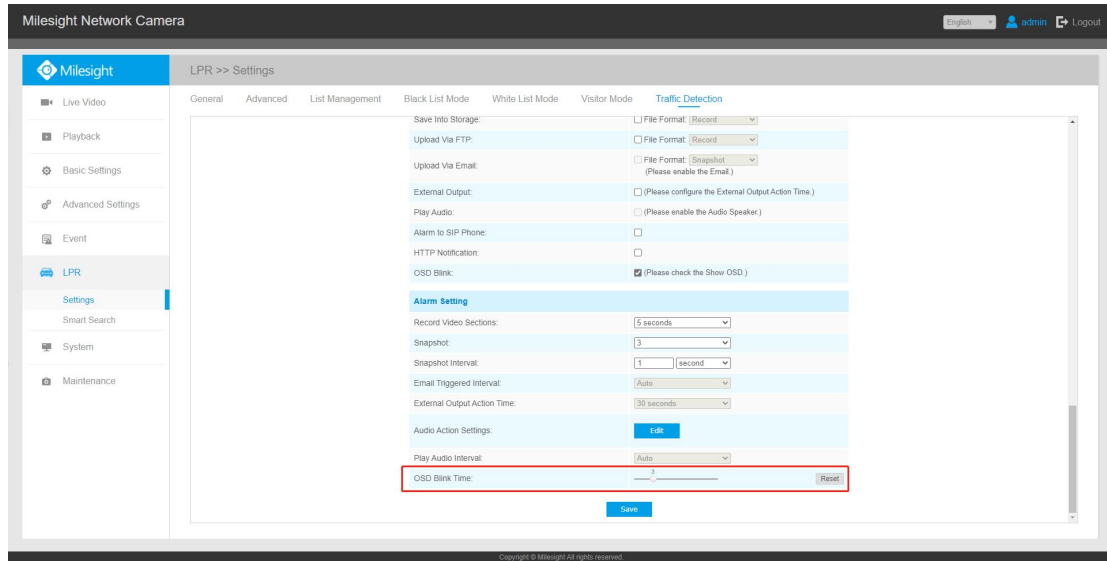 Milesight Network Camera English admin Logout
Milesight
LPR >> Settings
General Advanced List Management Black List Mode White List Mode Visitor Mode Traffic Detection
Live Video
Playback
Basic Settings
Advanced Settings
Event
LPR
Settings
Smart Search
System
Maintenance
Save Into Storage: File Format: Record
Upload Via FTP: File Format: Record
Upload Via Email: File Format: Snapshot
(Please enable the Email.)
External Output: (Please configure the External Output Action Time.)
Play Audio: (Please enable the Audio Speaker.)
Alarm to SIP Phone:
HTTP Notification:
OSD Blink: (Please check the Show OSD.)
Alarm Setting
Record Video Sections: 5 seconds
Snapshot: 3
Snapshot Interval: 1 second
Email Triggered Interval: Auto
External Output Action Time: 30 seconds
Audio Action Settings: Edit
Play Audio Interval: Auto
OSD Blink Time: 3 Reset
Save
Copyright © Milesight All rights reserved.